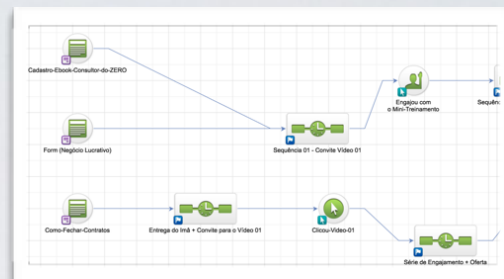 Cadastro-Ebook-Consultor-do-ZERO
Engajou com
o Mini-Treinamento
Form (Negócio Lucrativo)
Sequência 01 - Convite Vídeo 01
Como-Fechar-Contratos
Entrega do Imã + Convite para o Vídeo 01
Clicou-Video-01
Série de Engajamento + Oferta